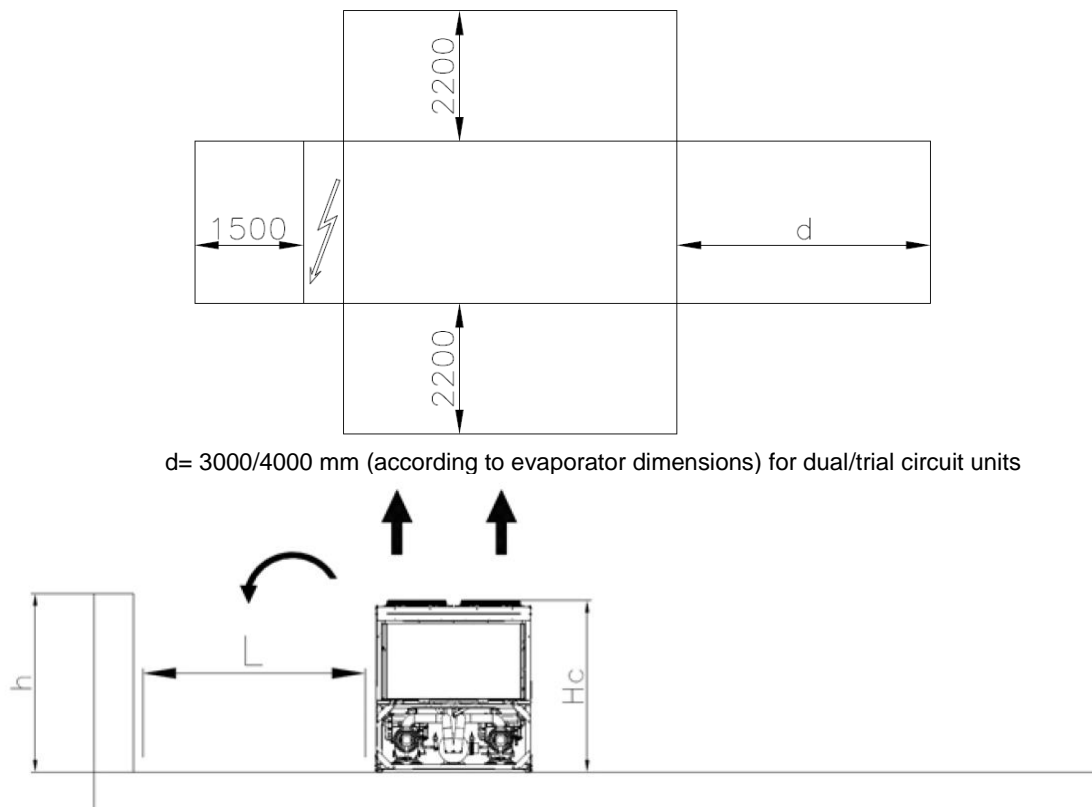 2200
1500
d
2200
d= 3000/4000 mm (according to evaporator dimensions) for dual/trial circuit units
h
L
Hc